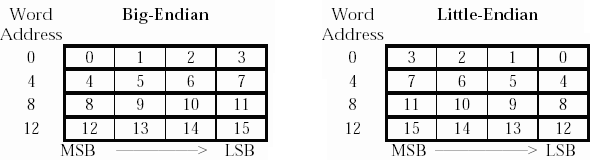 Word Address Big-Endian
0 0 1 2 3
4 4 5 6 7
8 8 9 10 11
12 12 13 14 15
MSB LSB
Word Address Little-Endian
0 3 2 1 0
4 7 6 5 4
8 11 10 9 8
12 15 14 13 12
MSB LSB